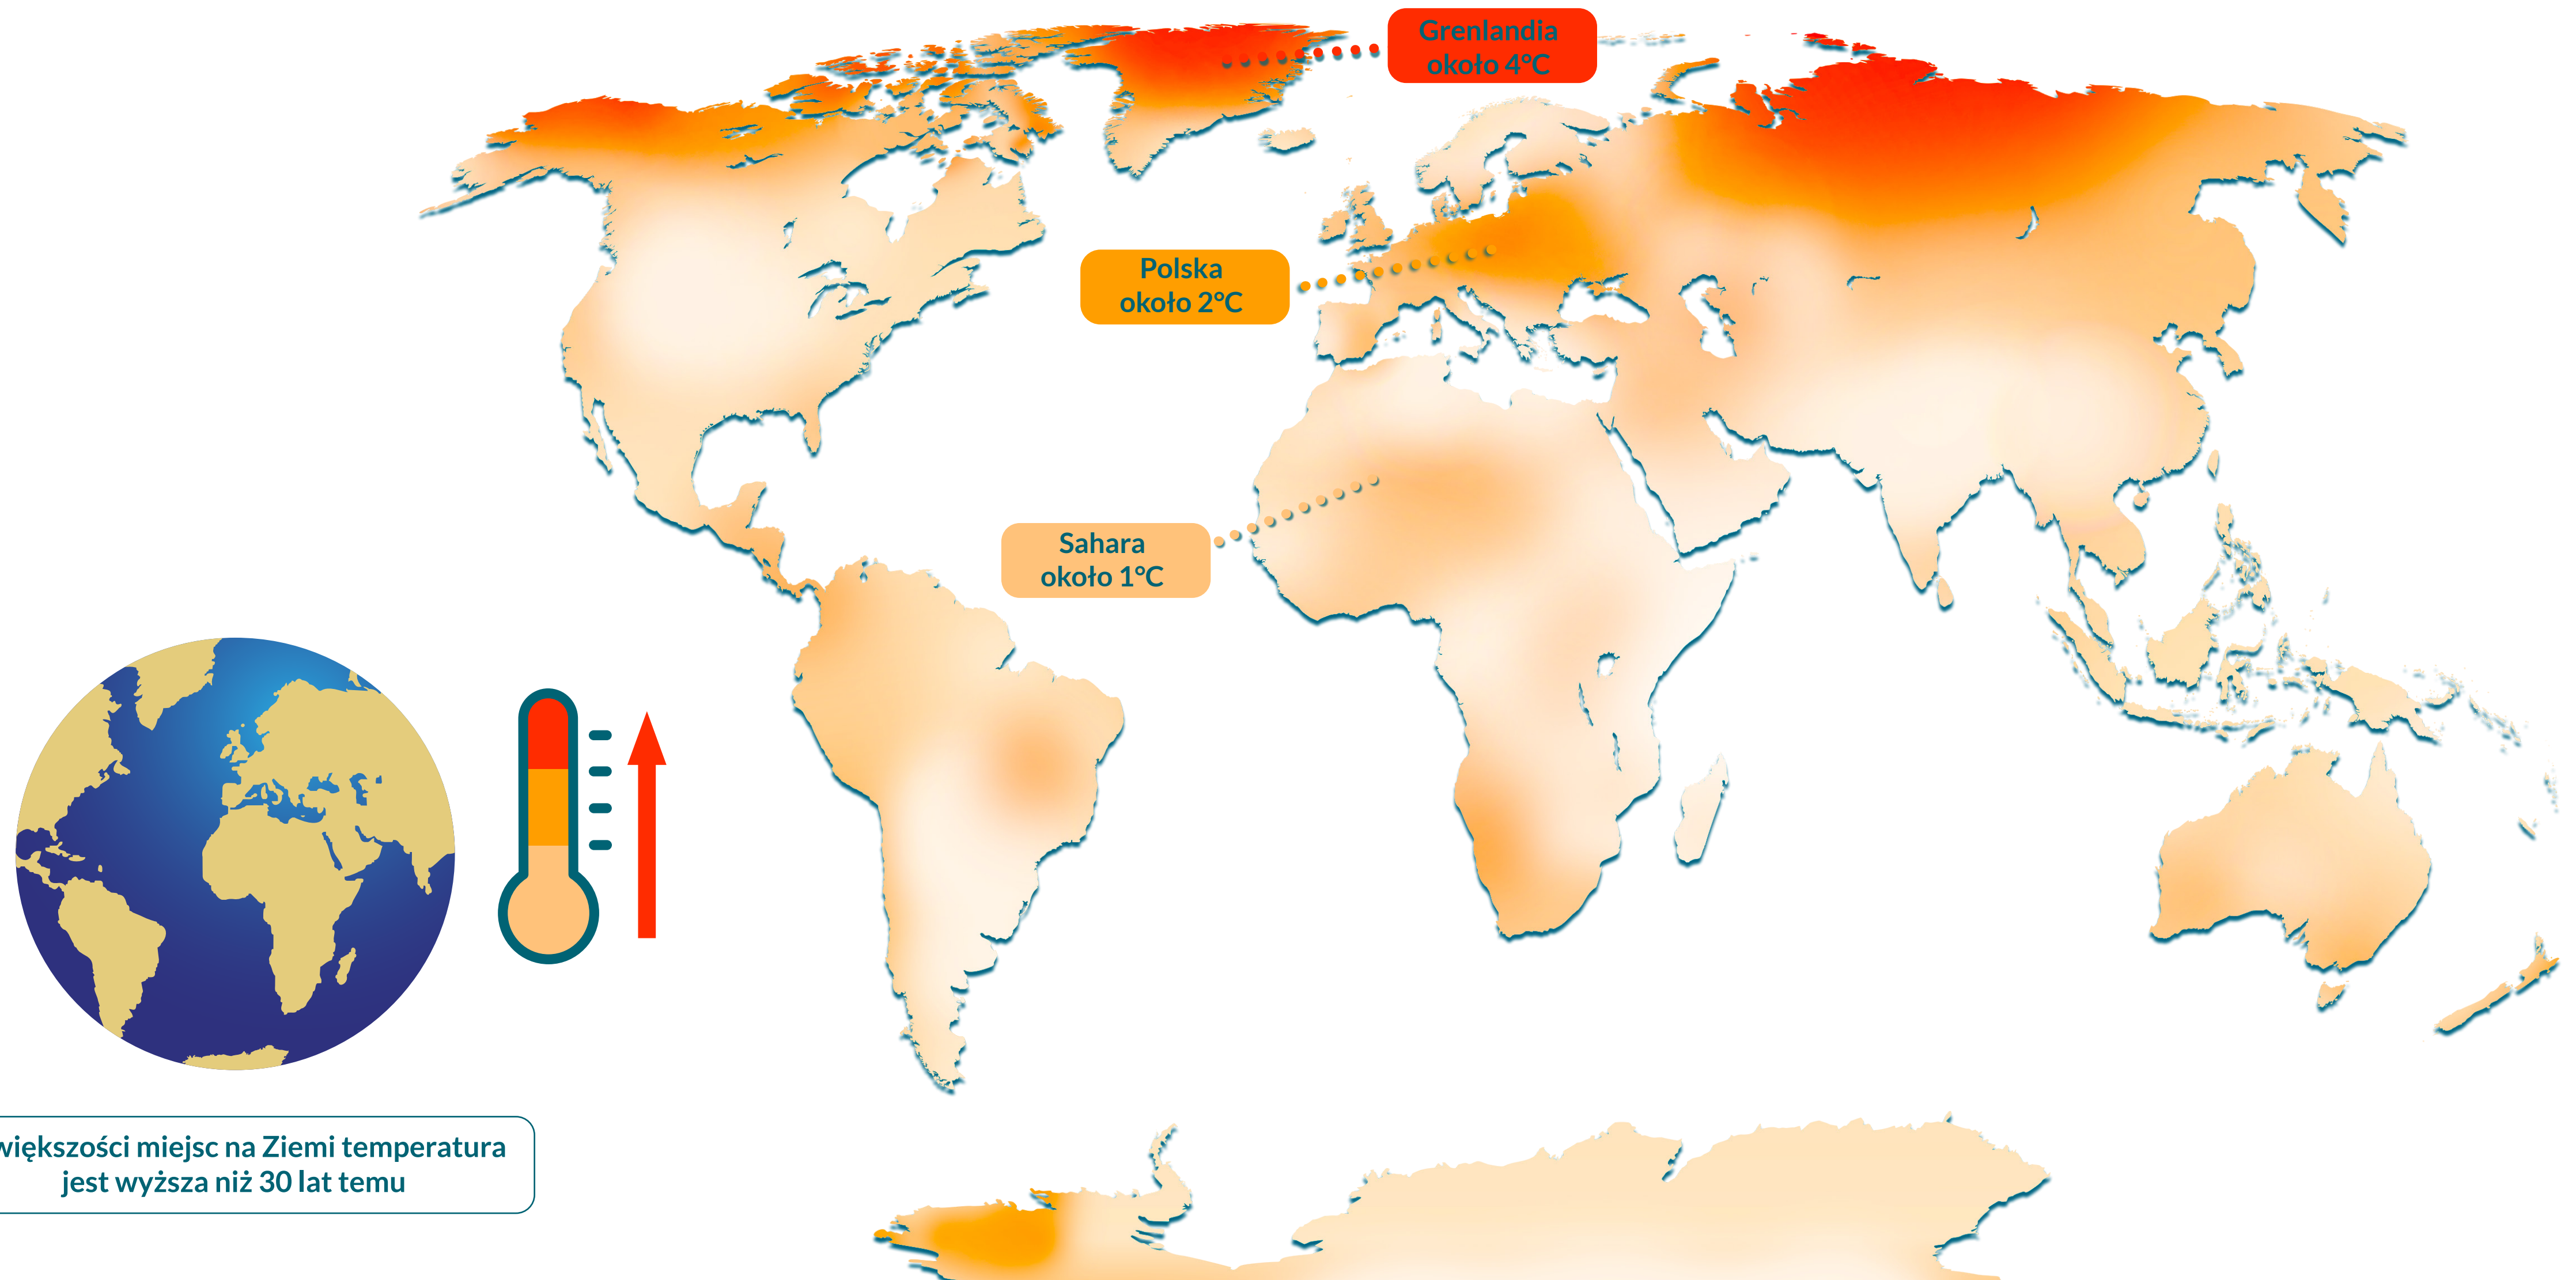 Grenlandia
około 4°C
Polska
około 2°C
Sahara
około 1°C
większości miejsc na Ziemi temperatura
jest wyższa niż 30 lat temu